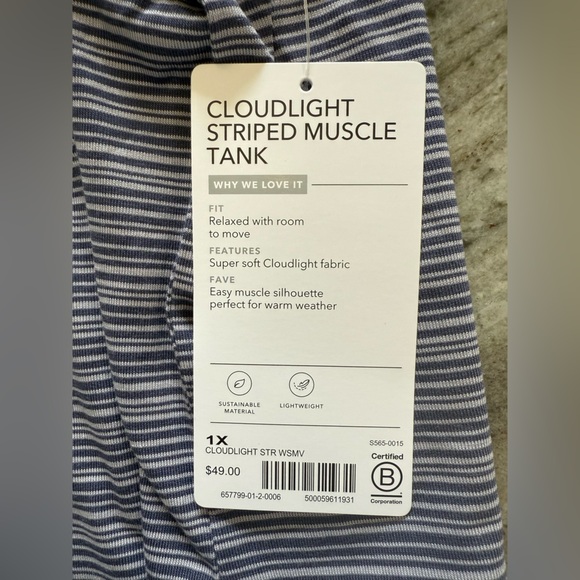 CLOUDLIGHT
STRIPED MUSCLE
TANK
WHY WE LOVE IT
FIT
Relaxed with room
to move
FEATURES
Super soft Cloudlight fabric
FAVE
Easy muscle silhouette
perfect for warm weather
SUSTAINABLE
MATERIAL
LIGHTWEIGHT
1X
S565-0015
CLOUDLIGHT STR WSMV
$49.00
657799-01-2-0006
500059611931
Certified
B
Corporation